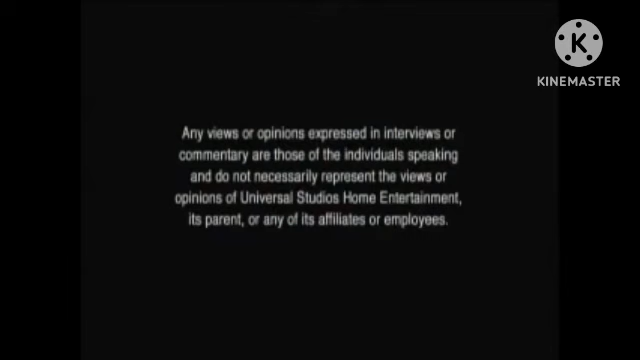 KINEMASTER
Any views or opinions expressed in interviews or
commentary are those of the individuals speaking
and do not necessarily represent the views or
opinions of Universal Studios Home Entertainment,
its parent, or any of its affiliates or employees.